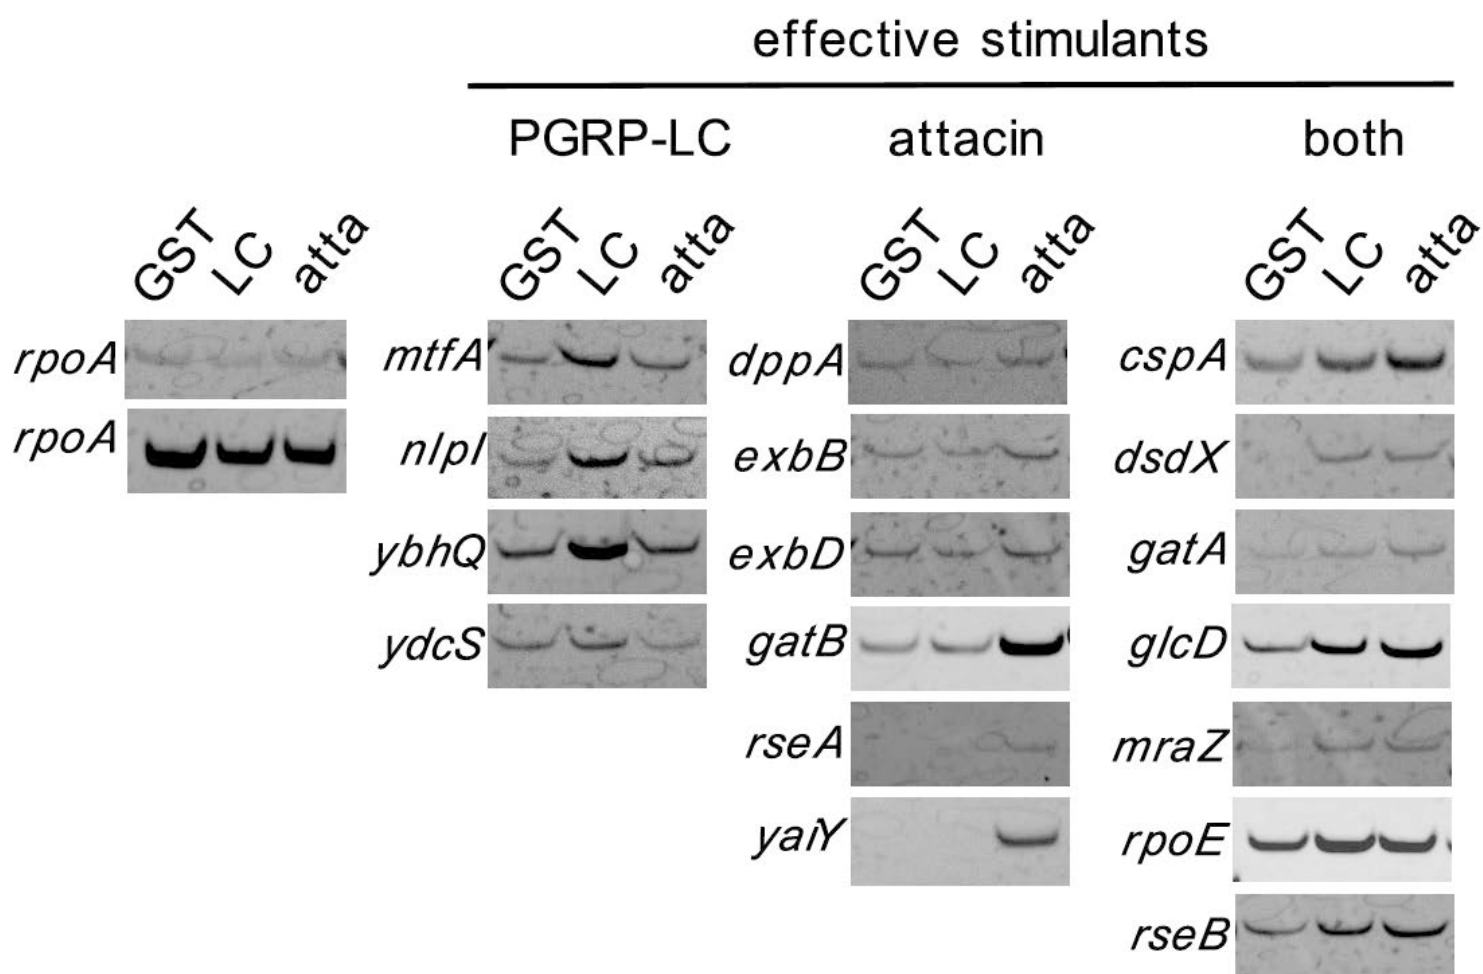 effective stimulants
PGRP-LC attacin both
GST LC atta GST LC atta GST LC atta GST LC atta
rpoA mtfA dppA cspA
rpoA nlpI exbB dsdX
ybhQ exbD gatA
ydcS gatB glcD
rseA mraZ
yaiY rpoE
rseB